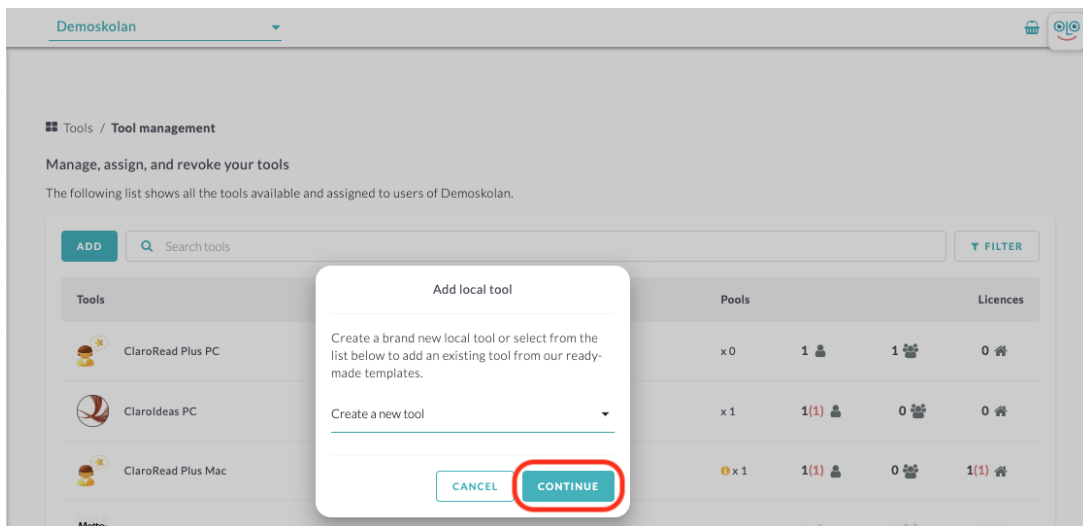 Demoskolan
Tools / Tool management
Manage, assign, and revoke your tools
The following list shows all the tools available and assigned to users of Demoskolan.
ADD
Search tools
FILTER
Tools
Pools
Licences
ClaroRead Plus PC
x 0
1
1
0
ClaroIdeas PC
x 1
1(1)
0
0
ClaroRead Plus Mac
x 1
1(1)
0
1(1)
Add local tool
Create a brand new local tool or select from the
list below to add an existing tool from our ready-
made templates.
Create a new tool
CANCEL
CONTINUE